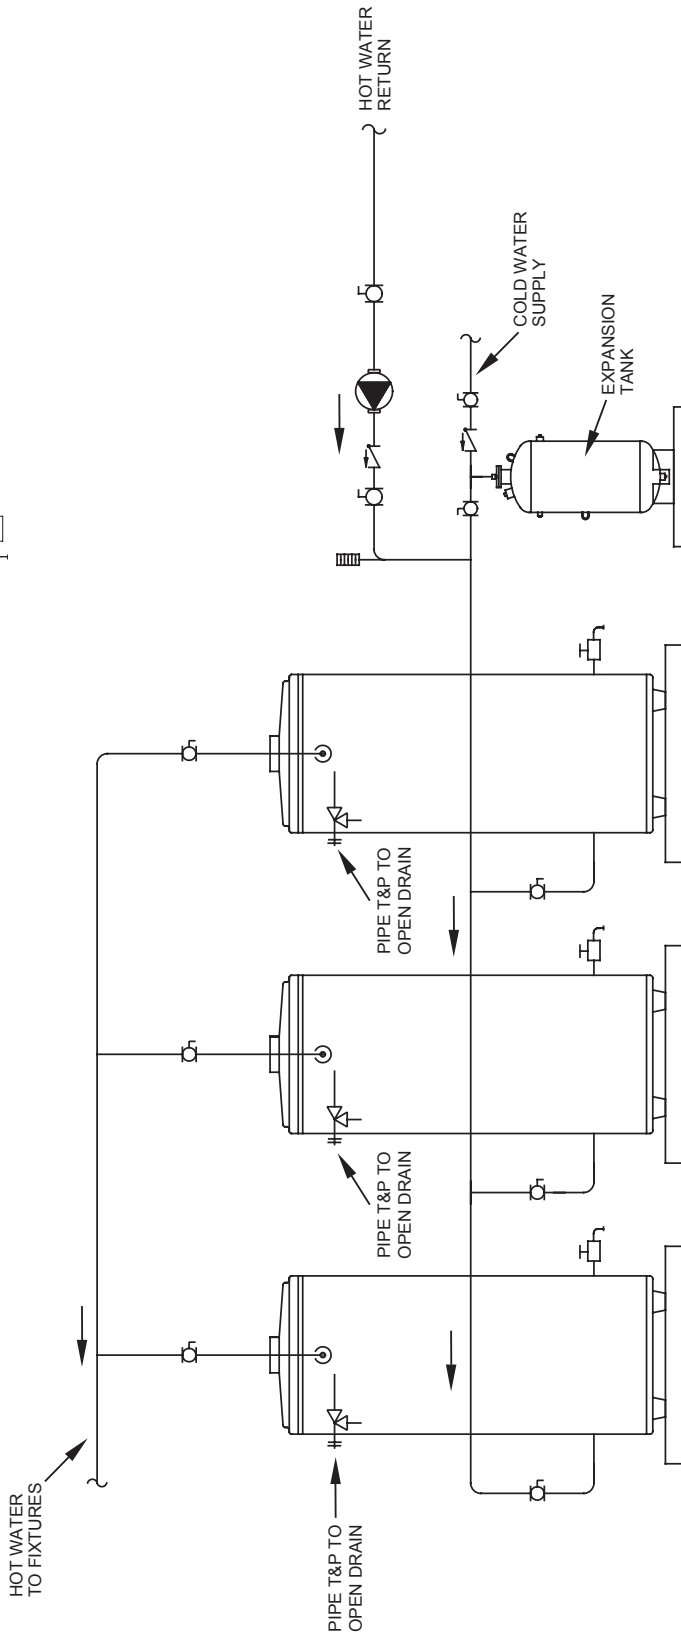 HOT WATER
TO FIXTURES
PIPE T&P TO
OPEN DRAIN
PIPE T&P TO
OPEN DRAIN
PIPE T&P TO
OPEN DRAIN
HOT WATER
RETURN
COLD WATER
SUPPLY
EXPANSION
TANK